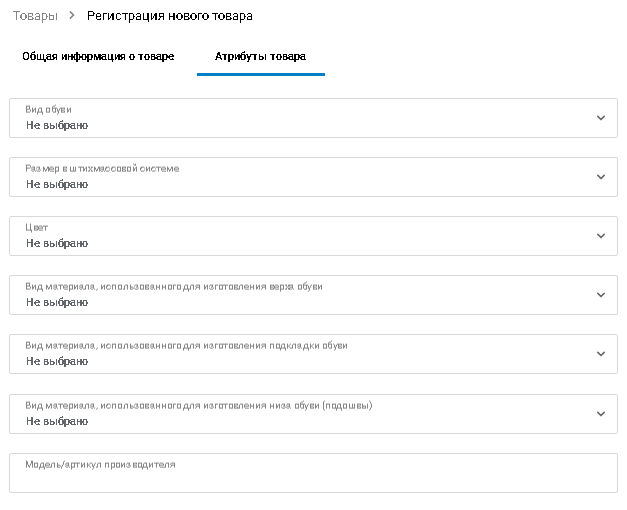 Товары > Регистрация нового товара
Общая информация о товаре Атрибуты товара
Вид обуви
Не выбрано
Размер в штихмассовой системе
Не выбрано
Цвет
Не выбрано
Вид материала, использованного для изготовления верха обуви
Не выбрано
Вид материала, использованного для изготовления подкладки обуви
Не выбрано
Вид материала, использованного для изготовления низа обуви (подошвы)
Не выбрано
Модель/артикул производителя